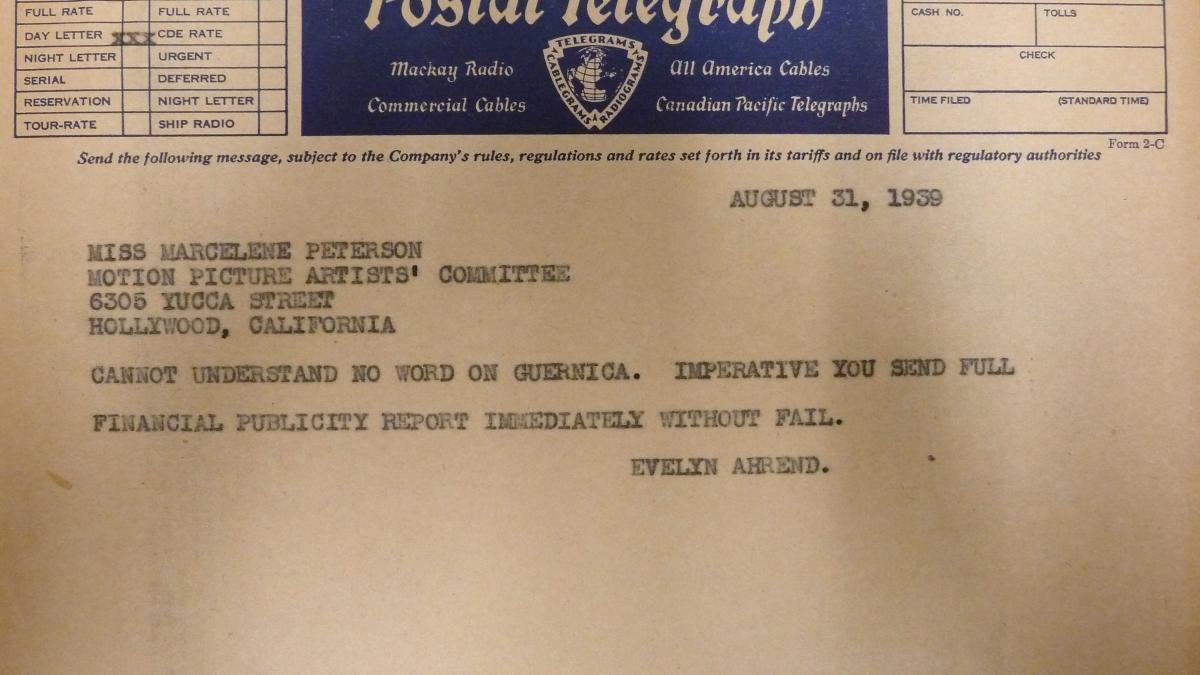 Postal Telegraph
FULL RATE
DAY LETTER XXX
NIGHT LETTER
SERIAL
RESERVATION
TOUR-RATE
FULL RATE
CDE RATE
URGENT
DEFERRED
NIGHT LETTER
SHIP RADIO
Mackay Radio
Commercial Cables
TELEGRAMS
CABLEGRAMS
RADIOGRAMS
All America Cables
Canadian Pacific Telegraphs
CASH NO.
TOLLS
CHECK
TIME FILED (STANDARD TIME)
Form 2-C
Send the following message, subject to the Company's rules, regulations and rates set forth in its tariffs and on file with regulatory authorities
AUGUST 31, 1939
MISS MARCELENE PETERSON
MOTION PICTURE ARTISTS' COMMITTEE
6305 YUCCA STREET
HOLLYWOOD, CALIFORNIA
CANNOT UNDERSTAND NO WORD ON GUERNICA. IMPERATIVE YOU SEND FULL
FINANCIAL PUBLICITY REPORT IMMEDIATELY WITHOUT FAIL.
EVELYN AHREND.